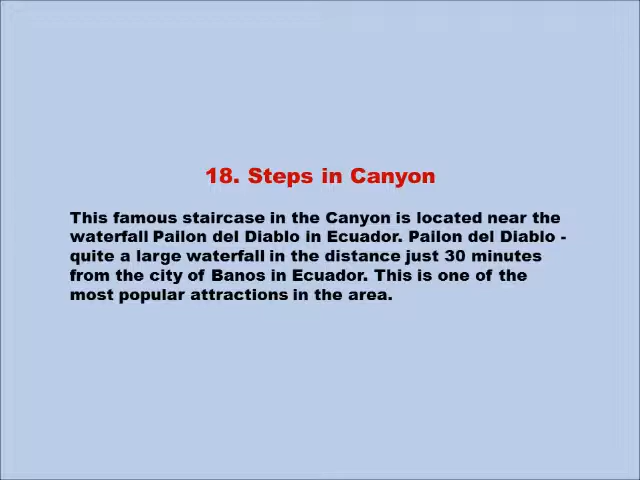 18. Steps in Canyon
This famous staircase in the Canyon is located near the
waterfall Pailon del Diablo in Ecuador. Pailon del Diablo -
quite a large waterfall in the distance just 30 minutes
from the city of Banos in Ecuador. This is one of the
most popular attractions in the area.